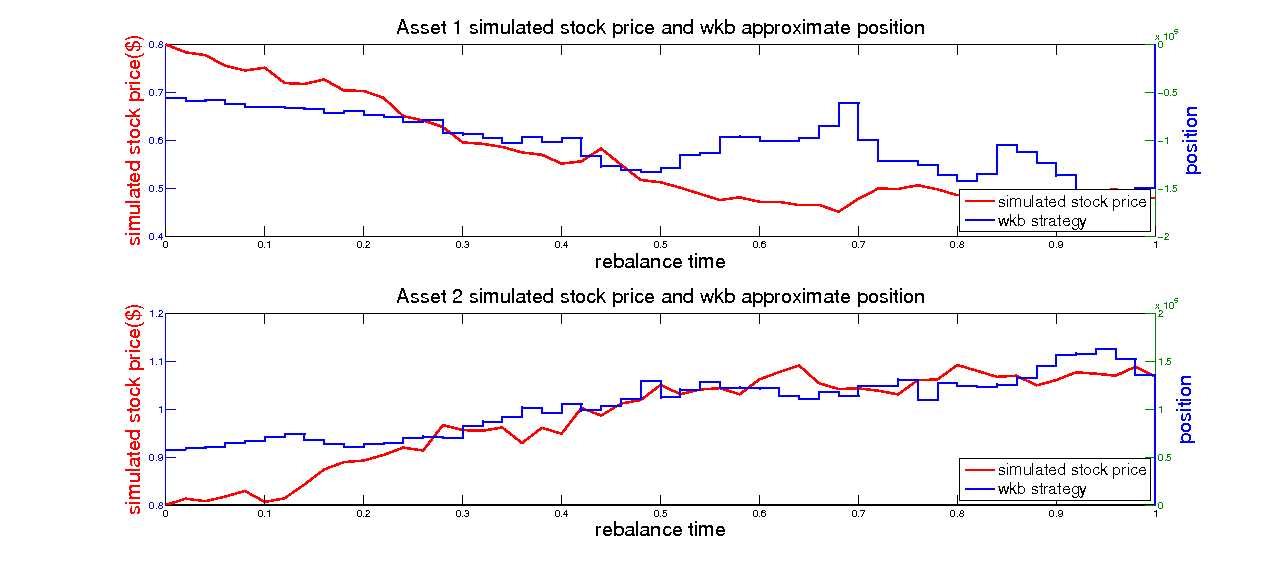 Asset 1 simulated stock price and wkb approximate position
x 10^5
simulated stock price($)
0.8
0.7
0.6
0.5
0.4
0
-0.5
-1
-1.5
-2
position
simulated stock price
wkb strategy
0 0.1 0.2 0.3 0.4 0.5 0.6 0.7 0.8 0.9 1
rebalance time
Asset 2 simulated stock price and wkb approximate position
simulated stock price($)
1.2
1.1
1
0.9
0.8
2
1.5
1
0.5
0
position
simulated stock price
wkb strategy
0 0.1 0.2 0.3 0.4 0.5 0.6 0.7 0.8 0.9 1
rebalance time